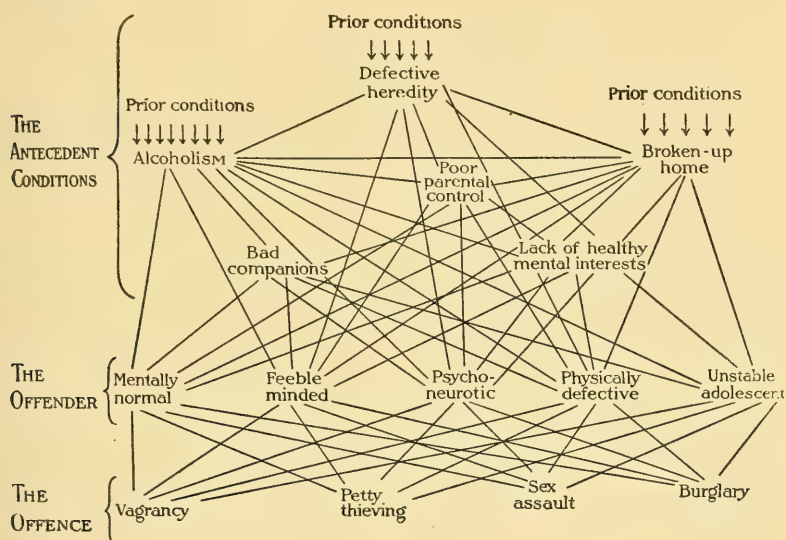 Prior conditions
Defective
heredity
Prior conditions
Prior conditions
THE
ANTECEDENT
CONDITIONS
Alcoholism
Broken-up
home
Poor
parental
control
Bad
companions
Lack of healthy
mental interests
THE
OFFENDER
Mentally
normal
Feeble
minded
Psycho-
neurotic
Physically
defective
Unstable
adolescent
THE
OFFENCE
Vagrancy
Petty
thieving
Sex
assault
Burglary